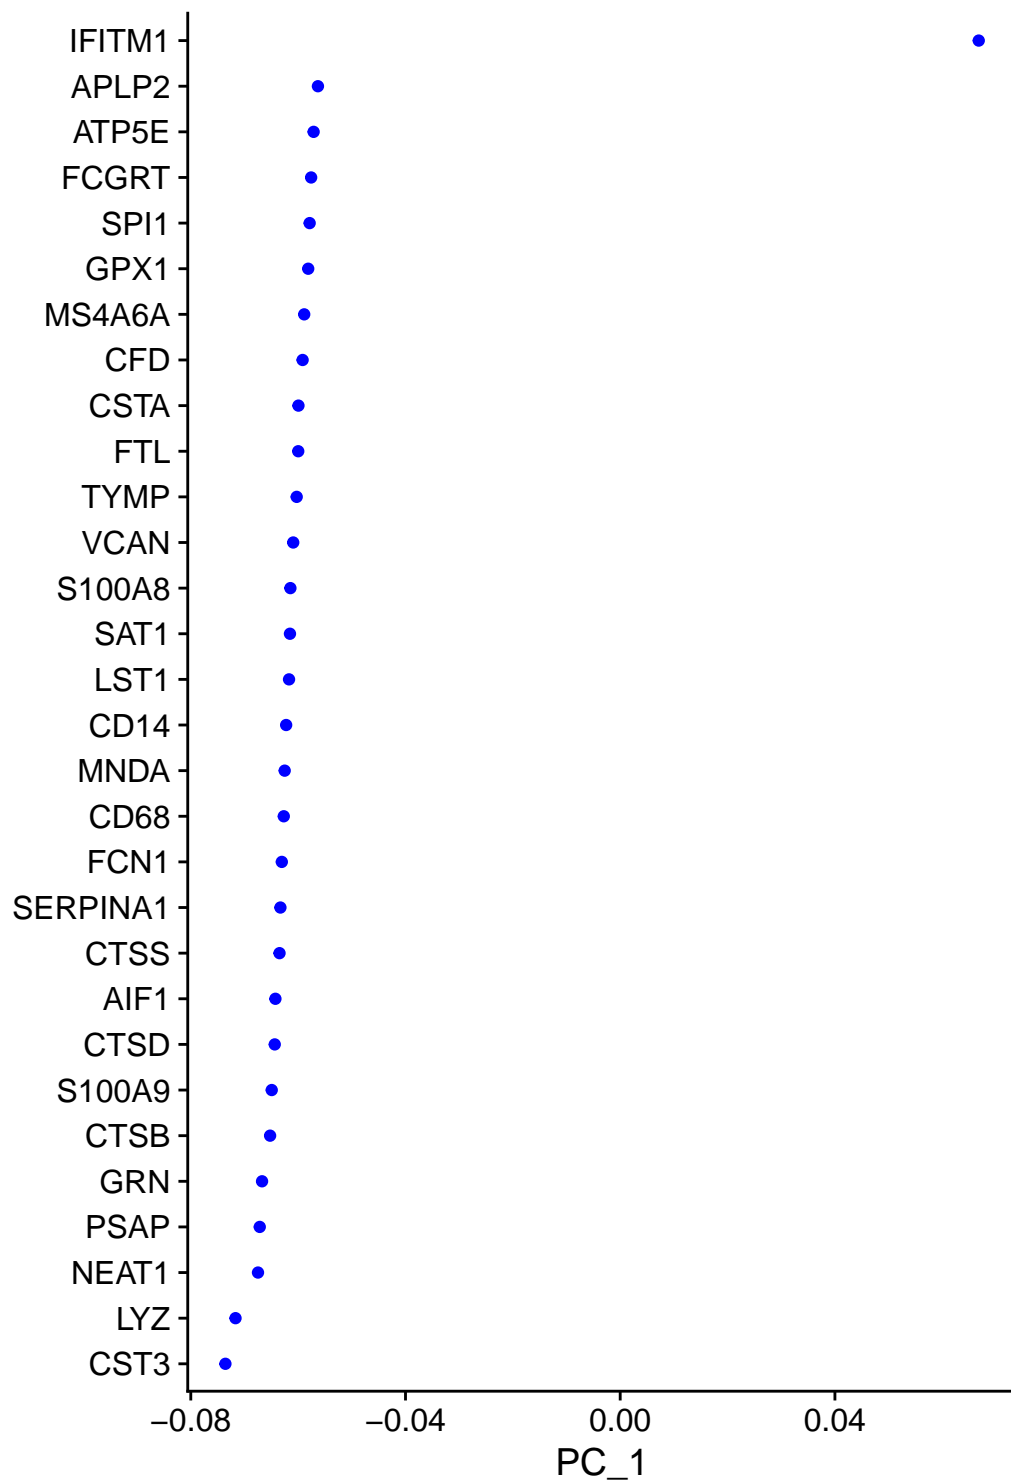 IFITM1
APLP2
ATP5E
FCGRT
SPI1
GPX1
MS4A6A
CFD
CSTA
FTL
TYMP
VCAN
S100A8
SAT1
LST1
CD14
MNDA
CD68
FCN1
SERPINA1
CTSS
AIF1
CTSD
S100A9
CTSB
GRN
PSAP
NEAT1
LYZ
CST3
−0.08 −0.04 0.00 0.04
PC_1